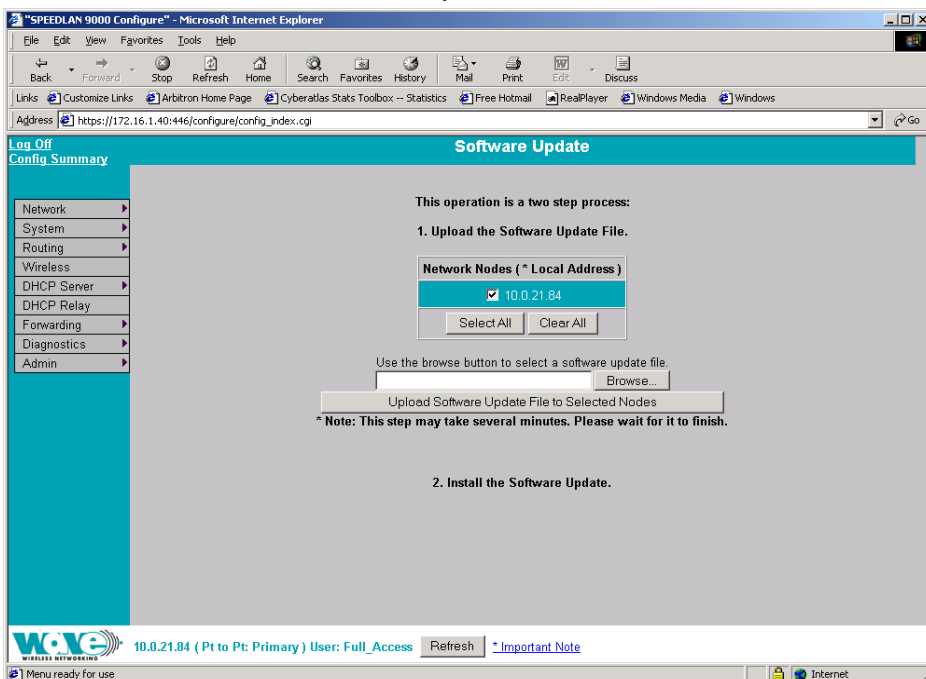 "SPEEDLAN 9000 Configure" - Microsoft Internet Explorer
File Edit View Favorites Tools Help
Back Forward Stop Refresh Home Search Favorites History Mail Print Edit Discuss
Links Customize Links Arbitron Home Page Cyberatlas Stats Toolbox -- Statistics Free Hotmail RealPlayer Windows Media Windows
Address https://172.16.1.40:446/configure/config_index.cgi Go
Log Off
Config Summary
Software Update
Network
System
Routing
Wireless
DHCP Server
DHCP Relay
Forwarding
Diagnostics
Admin
This operation is a two step process:
1. Upload the Software Update File.
Network Nodes ( * Local Address )
10.0.21.84
Select All Clear All
Use the browse button to select a software update file.
Browse...
Upload Software Update File to Selected Nodes
* Note: This step may take several minutes. Please wait for it to finish.
2. Install the Software Update.
WAVE
WIRELESS NETWORKING
10.0.21.84 ( Pt to Pt: Primary ) User: Full_Access Refresh * Important Note
Menu ready for use Internet